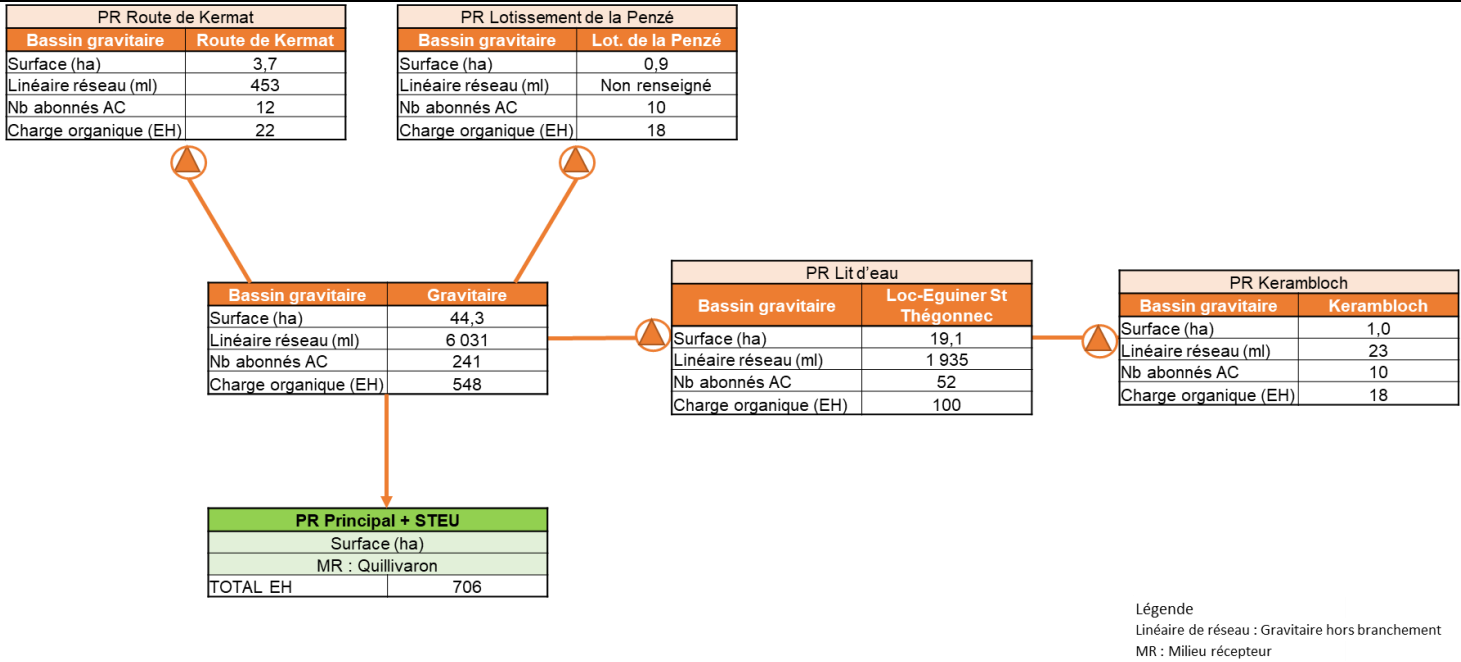 PR Route de Kermat
Bassin gravitaire Route de Kermat
Surface (ha) 3,7
Linéaire réseau (ml) 453
Nb abonnés AC 12
Charge organique (EH) 22
PR Lotissement de la Penzé
Bassin gravitaire Lot. de la Penzé
Surface (ha) 0,9
Linéaire réseau (ml) Non renseigné
Nb abonnés AC 10
Charge organique (EH) 18
Bassin gravitaire Gravitaire
Surface (ha) 44,3
Linéaire réseau (ml) 6 031
Nb abonnés AC 241
Charge organique (EH) 548
PR Lit d'eau
Bassin gravitaire Loc-Eguiner St
Thégonnec
Surface (ha) 19,1
Linéaire réseau (ml) 1 935
Nb abonnés AC 52
Charge organique (EH) 100
PR Kerambloch
Bassin gravitaire Kerambloch
Surface (ha) 1,0
Linéaire réseau (ml) 23
Nb abonnés AC 10
Charge organique (EH) 18
PR Principal + STEU
Surface (ha)
MR : Quillivaron
TOTAL EH 706
Légende
Linéaire de réseau : Gravitaire hors branchement
MR : Milieu récepteur